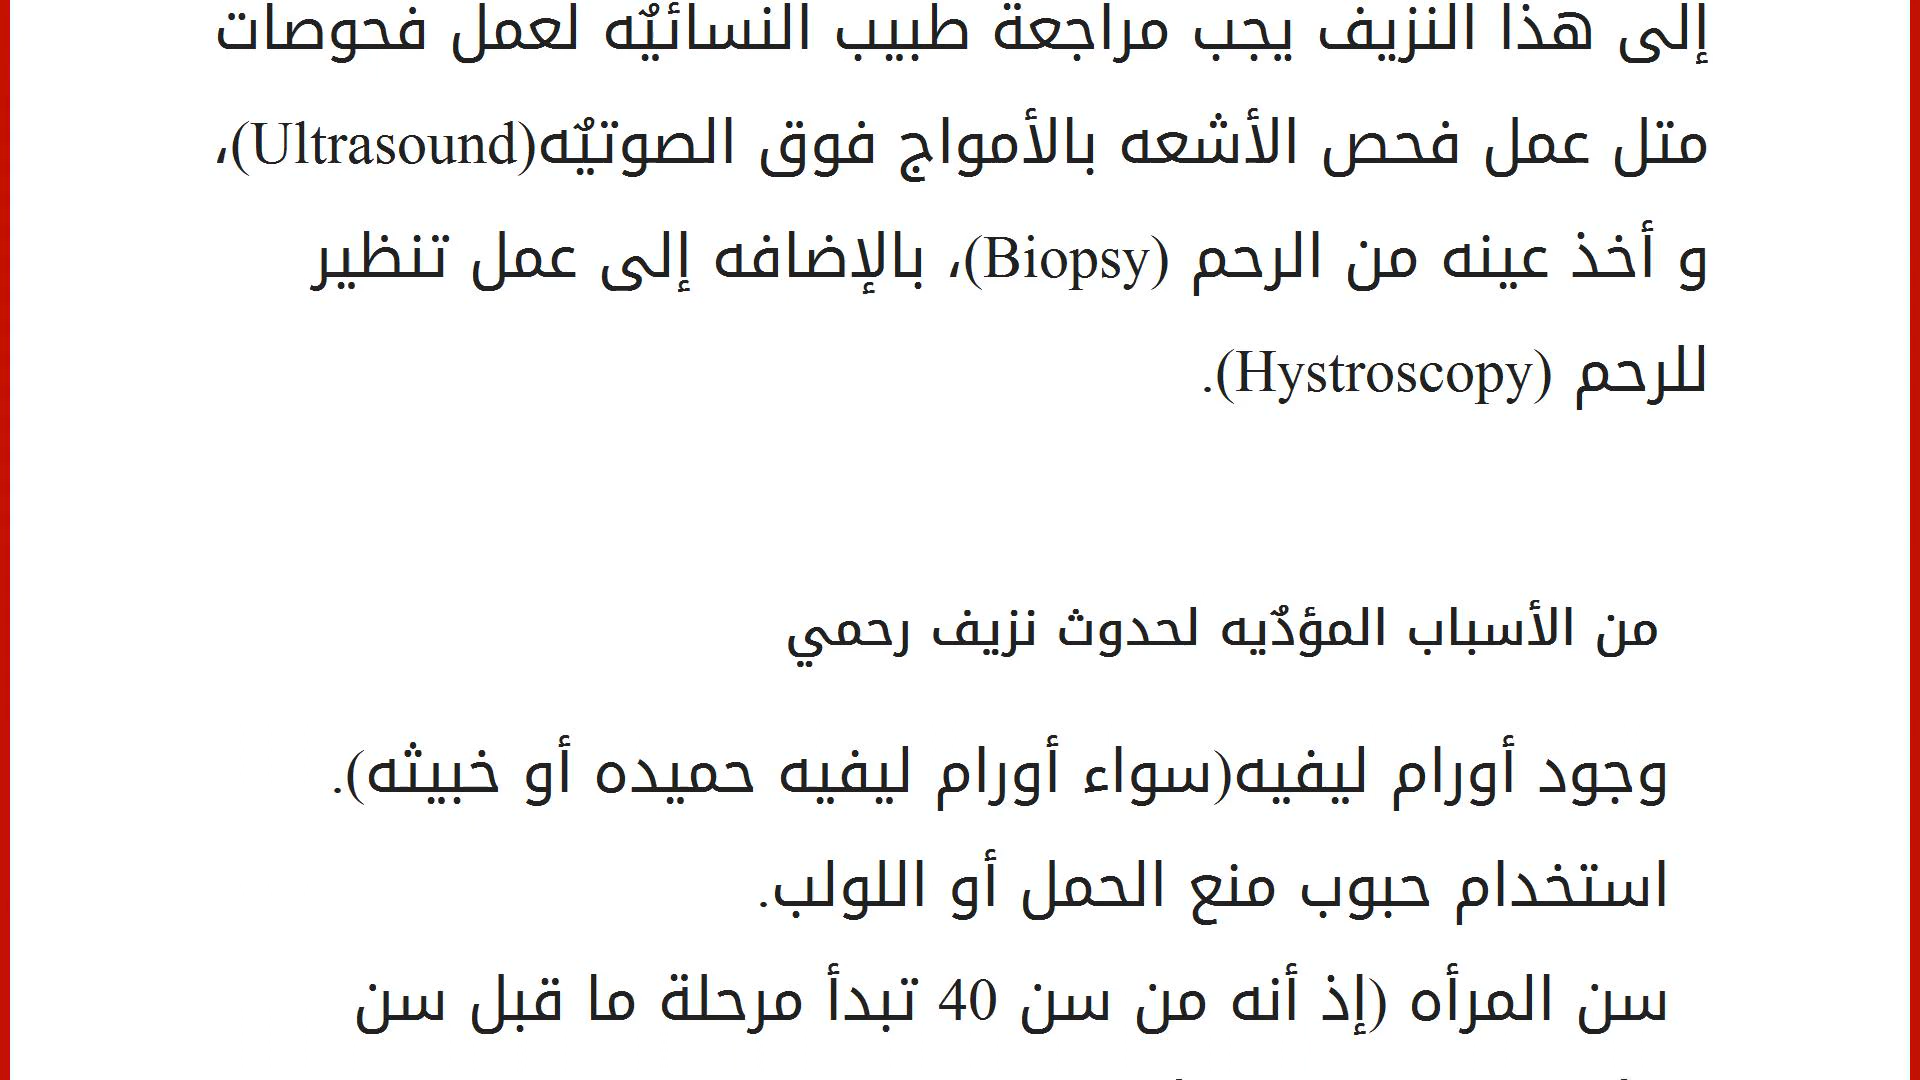 إلى هذا النزيف يجب مراجعة طبيب النسائيٌه لعمل فحوصات
متل عمل فحص الأشعه بالأمواج فوق الصوتيٌه(Ultrasound)،
و أخذ عينه من الرحم (Biopsy)، بالإضافه إلى عمل تنظير
للرحم (Hystroscopy).
من الأسباب المؤدٌيه لحدوث نزيف رحمي
وجود أورام ليفيه(سواء أورام ليفيه حميده أو خبيثه).
استخدام حبوب منع الحمل أو اللولب.
سن المرأه (إذ أنه من سن 40 تبدأ مرحلة ما قبل سن